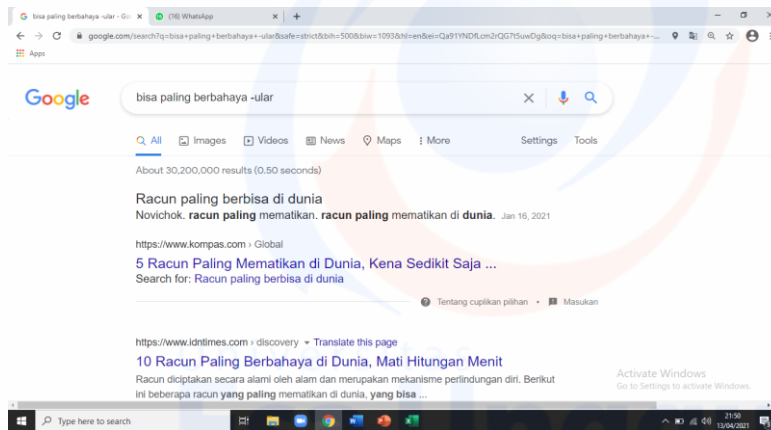 bisa paling berbahaya -ular - Go
(16) WhatsApp
google.com/search?q=bisa+paling+berbahaya+-ular&safe=strict&bih=500&biw=1093&hl=en&ei=
Apps
Google
bisa paling berbahaya -ular
All Images Videos News Maps More Settings Tools
About 30,200,000 results (0.50 seconds)
Racun paling berbisa di dunia
Novichok. racun paling mematikan. racun paling mematikan di dunia. Jan 16, 2021
https://www.kompas.com › Global
5 Racun Paling Mematikan di Dunia, Kena Sedikit Saja ...
Search for: Racun paling berbisa di dunia
Tentang cuplikan pilihan • Masukan
https://www.idntimes.com › discovery Translate this page
10 Racun Paling Berbahaya di Dunia, Mati Hitungan Menit
Racun diciptakan secara alami oleh alam dan merupakan mekanisme perlindungan diri. Berikut
ini beberapa racun yang paling mematikan di dunia, yang bisa ...
Activate Windows
Go to Settings to activate Windows.
Type here to search
21:50
13/04/2021